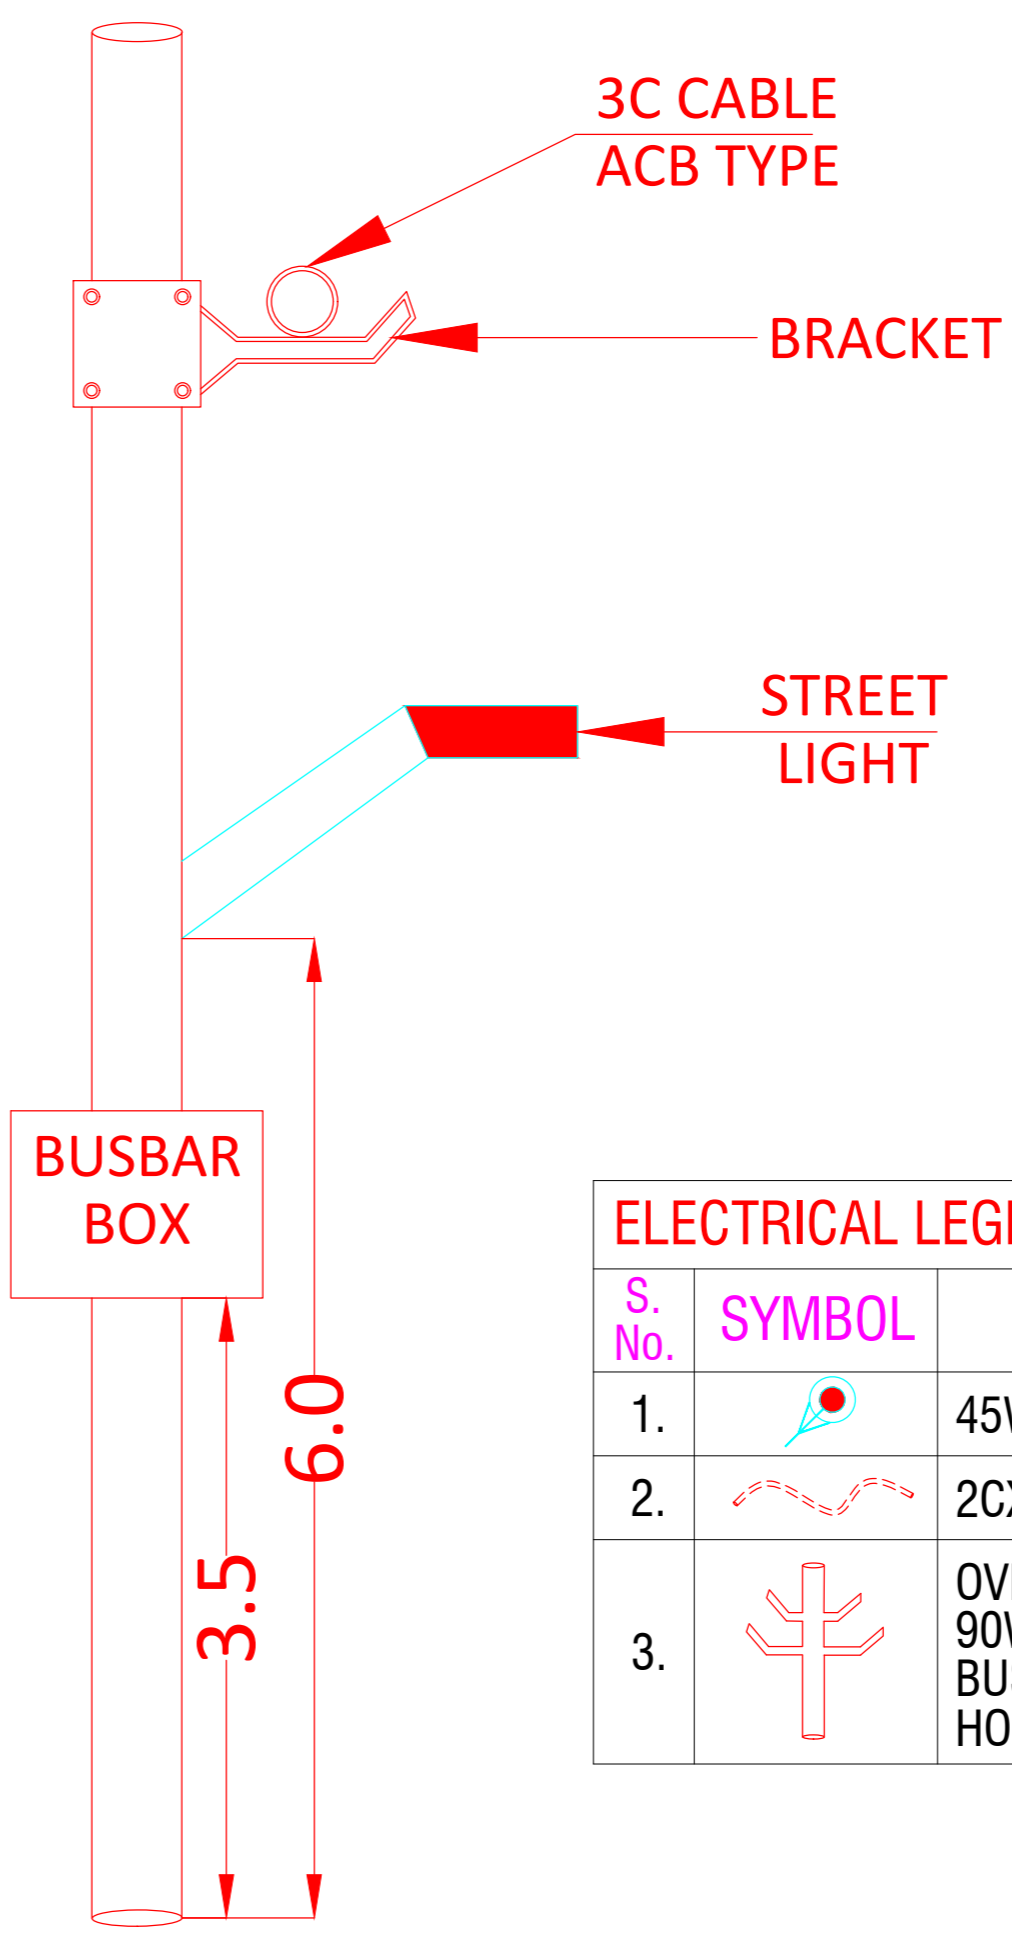 3C CABLE
ACB TYPE
BRACKET
STREET
LIGHT
BUSBAR
BOX
6.0
3.5
ELECTRICAL
S.
No.
SYMBOL
1.
2.
3.